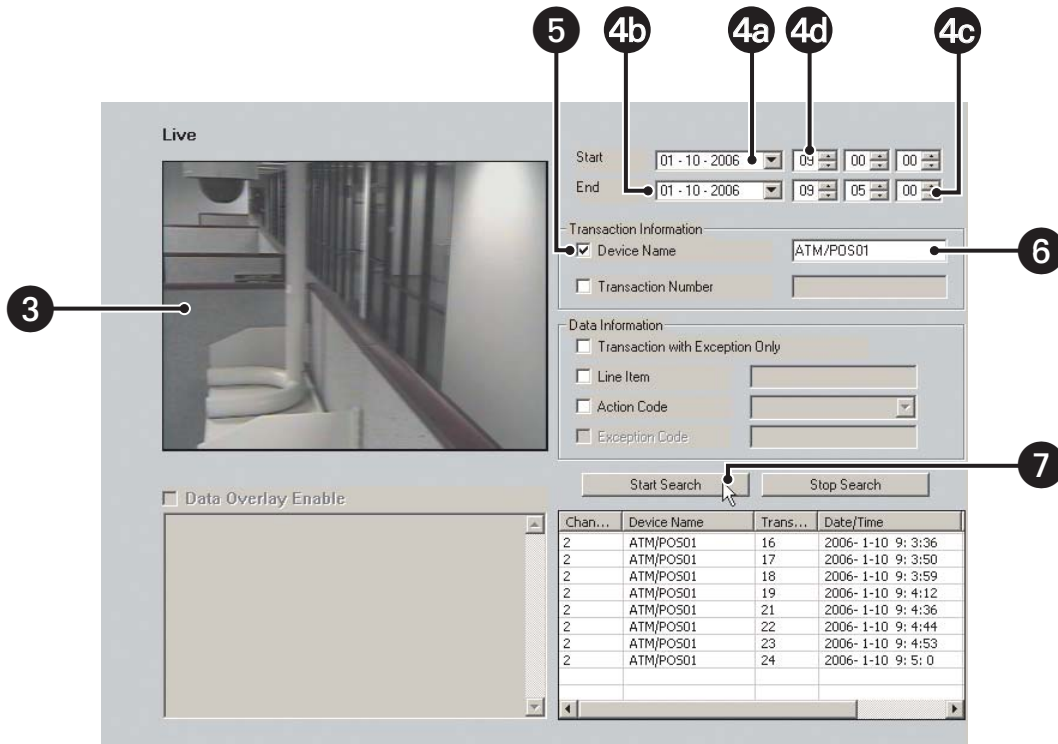 5 4b 4a 4d 4c
Live
Start 01 - 10 - 2006 09 00 00
End 01 - 10 - 2006 09 05 00
Transaction Information
Device Name ATM/POS01
6
Transaction Number
3
Data Information
Transaction with Exception Only
Line Item
Action Code
Exception Code
7
Start Search Stop Search
Data Overlay Enable
Chan... Device Name Trans... Date/Time
2 ATM/POS01 16 2006- 1-10 9: 3:36
2 ATM/POS01 17 2006- 1-10 9: 3:50
2 ATM/POS01 18 2006- 1-10 9: 3:59
2 ATM/POS01 19 2006- 1-10 9: 4:12
2 ATM/POS01 21 2006- 1-10 9: 4:36
2 ATM/POS01 22 2006- 1-10 9: 4:44
2 ATM/POS01 23 2006- 1-10 9: 4:53
2 ATM/POS01 24 2006- 1-10 9: 5: 0